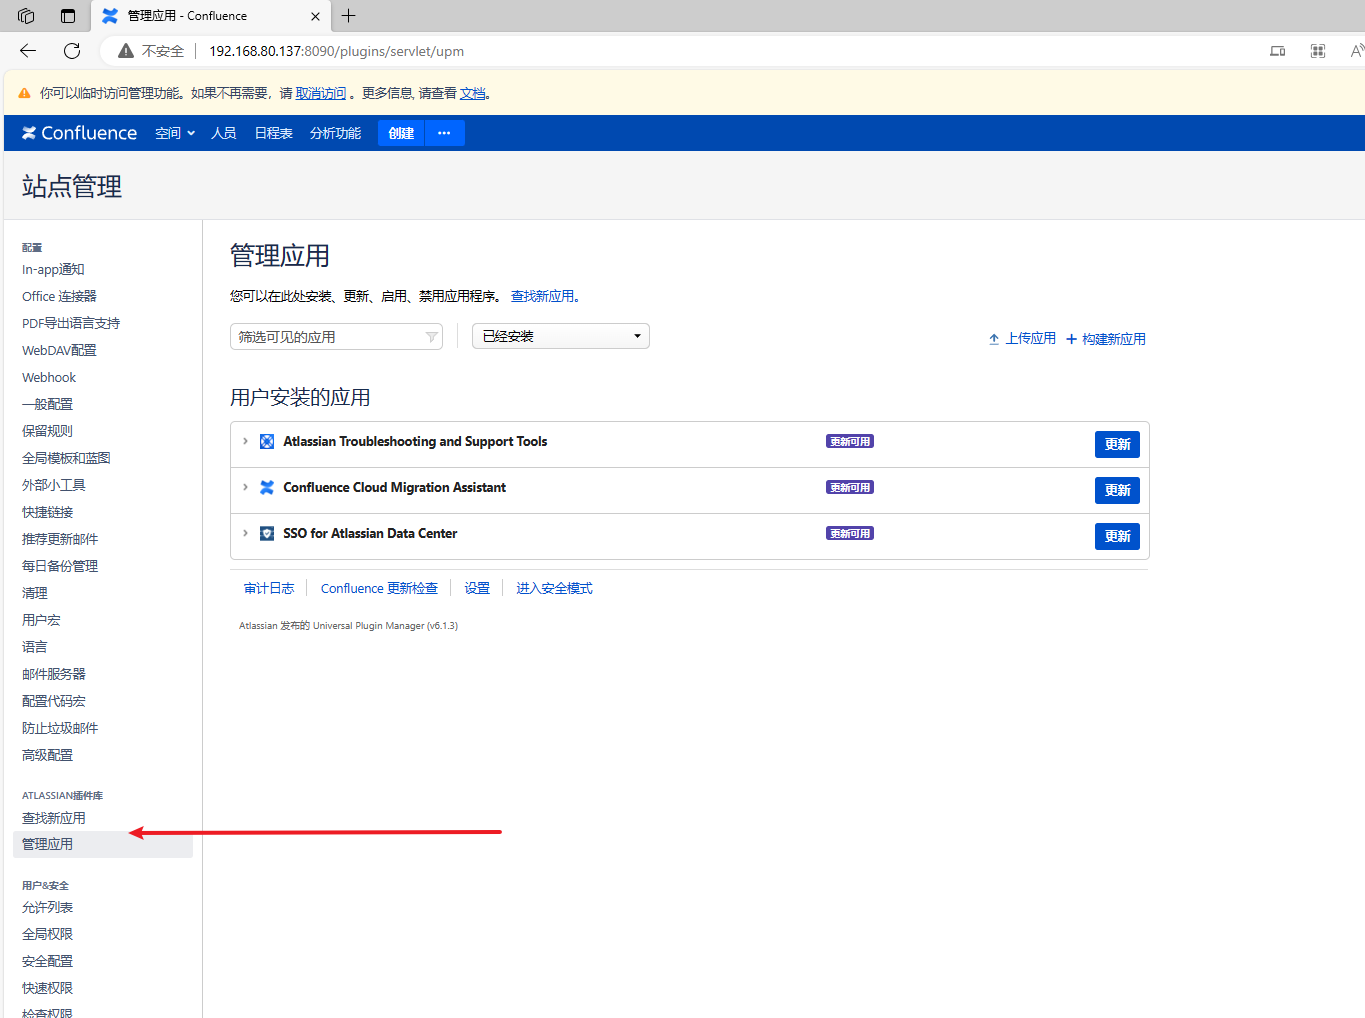 管理应用 - Confluence
不安全
192.168.80.137:8090/plugins/servlet/upm
你可以临时访问管理功能。如果不再需要，请 取消访问 。更多信息, 请查看 文档。
Confluence 空间 人员 日程表 分析功能 创建 ···
站点管理
配置
In-app通知
Office 连接器
PDF导出语言支持
WebDAV配置
Webhook
一般配置
保留规则
全局模板和蓝图
外部小工具
快捷链接
推荐更新邮件
每日备份管理
清理
用户宏
语言
邮件服务器
配置代码宏
防止垃圾邮件
高级配置
ATLASSIAN插件库
查找新应用
管理应用
用户&安全
允许列表
全局权限
安全配置
快速权限
检查权限
管理应用
您可以在此处安装、更新、启用、禁用应用程序。 查找新应用。
筛选可见的应用
已经安装
上传应用
构建新应用
用户安装的应用
Atlassian Troubleshooting and Support Tools 更新可用 更新
Confluence Cloud Migration Assistant 更新可用 更新
SSO for Atlassian Data Center 更新可用 更新
审计日志 Confluence 更新检查 设置 进入安全模式
Atlassian 发布的 Universal Plugin Manager (v6.1.3)